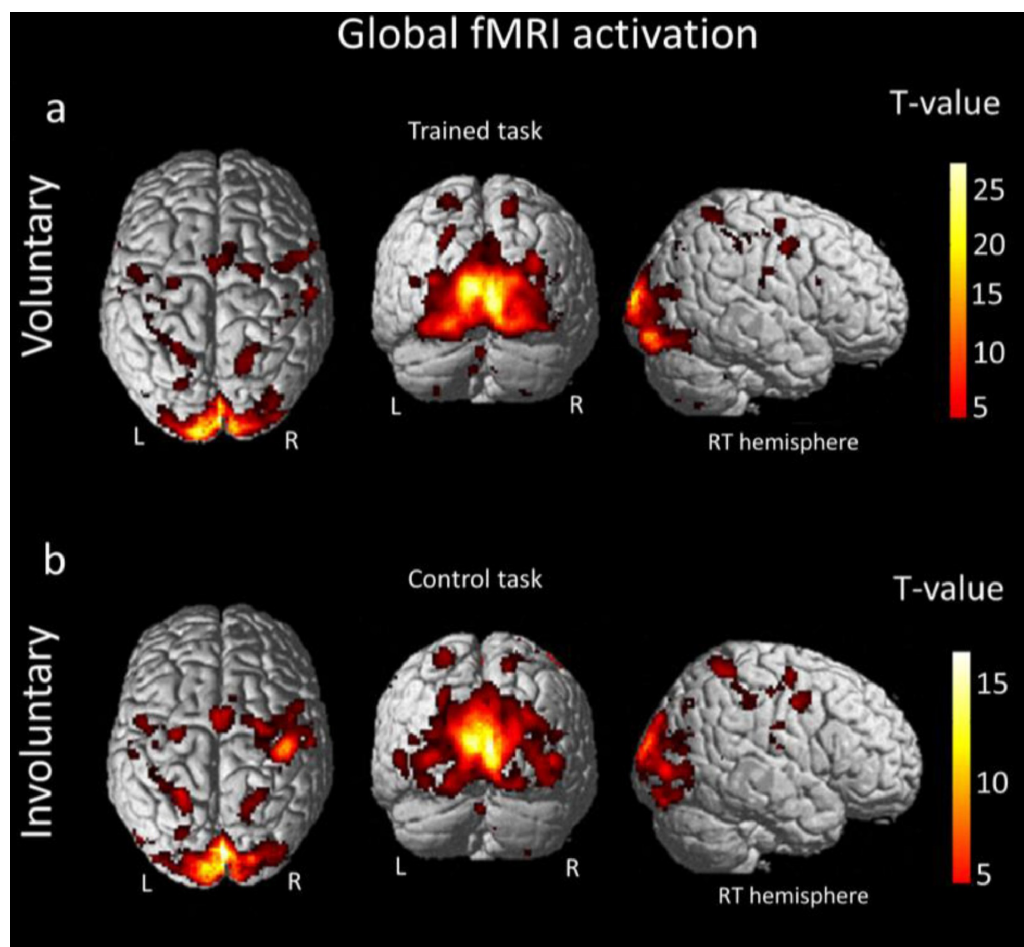 Global fMRI activation
a
T-value
Trained task
Voluntary
25
20
15
10
5
L
R
L
R
RT hemisphere
b
Control task
T-value
Involuntary
15
10
5
L
R
L
R
RT hemisphere